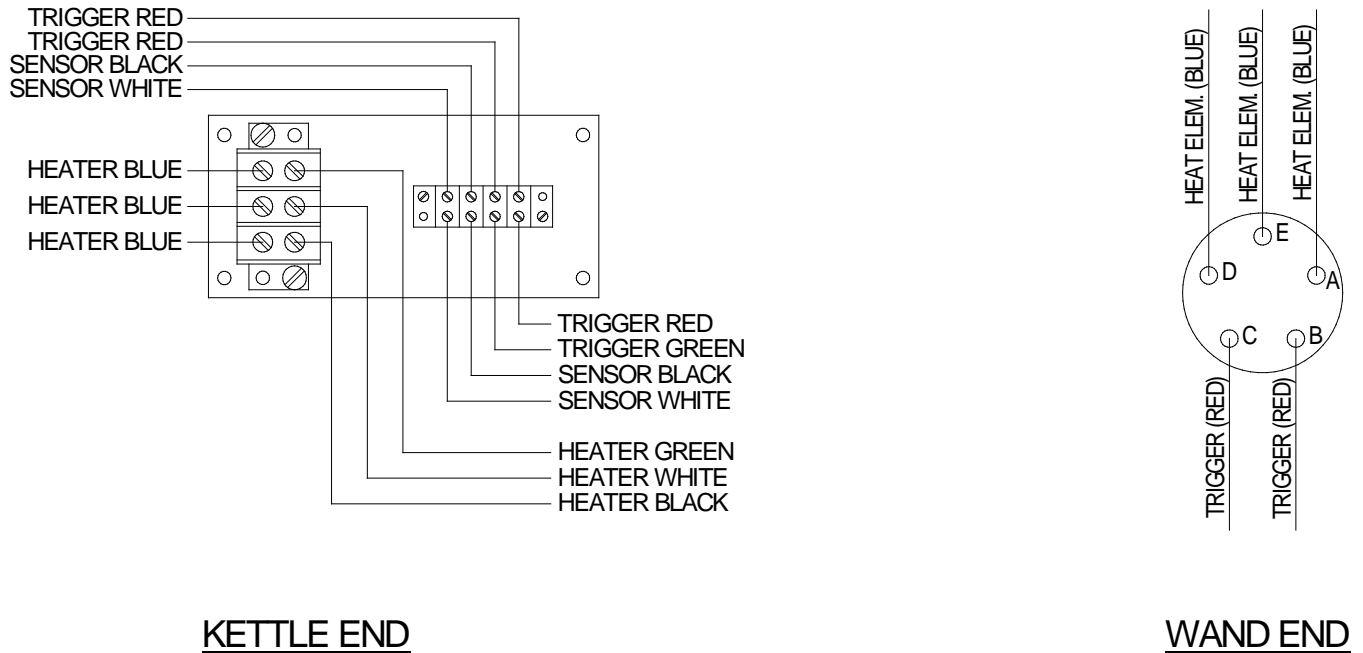 TRIGGER RED
TRIGGER RED
SENSOR BLACK
SENSOR WHITE
HEATER BLUE
HEATER BLUE
HEATER BLUE
TRIGGER RED
TRIGGER GREEN
SENSOR BLACK
SENSOR WHITE
HEATER GREEN
HEATER WHITE
HEATER BLACK
KETTLE END
HEAT ELEM. (BLUE)
HEAT ELEM. (BLUE)
HEAT ELEM. (BLUE)
E
D
A
C
B
TRIGGER (RED)
TRIGGER (RED)
WAND END